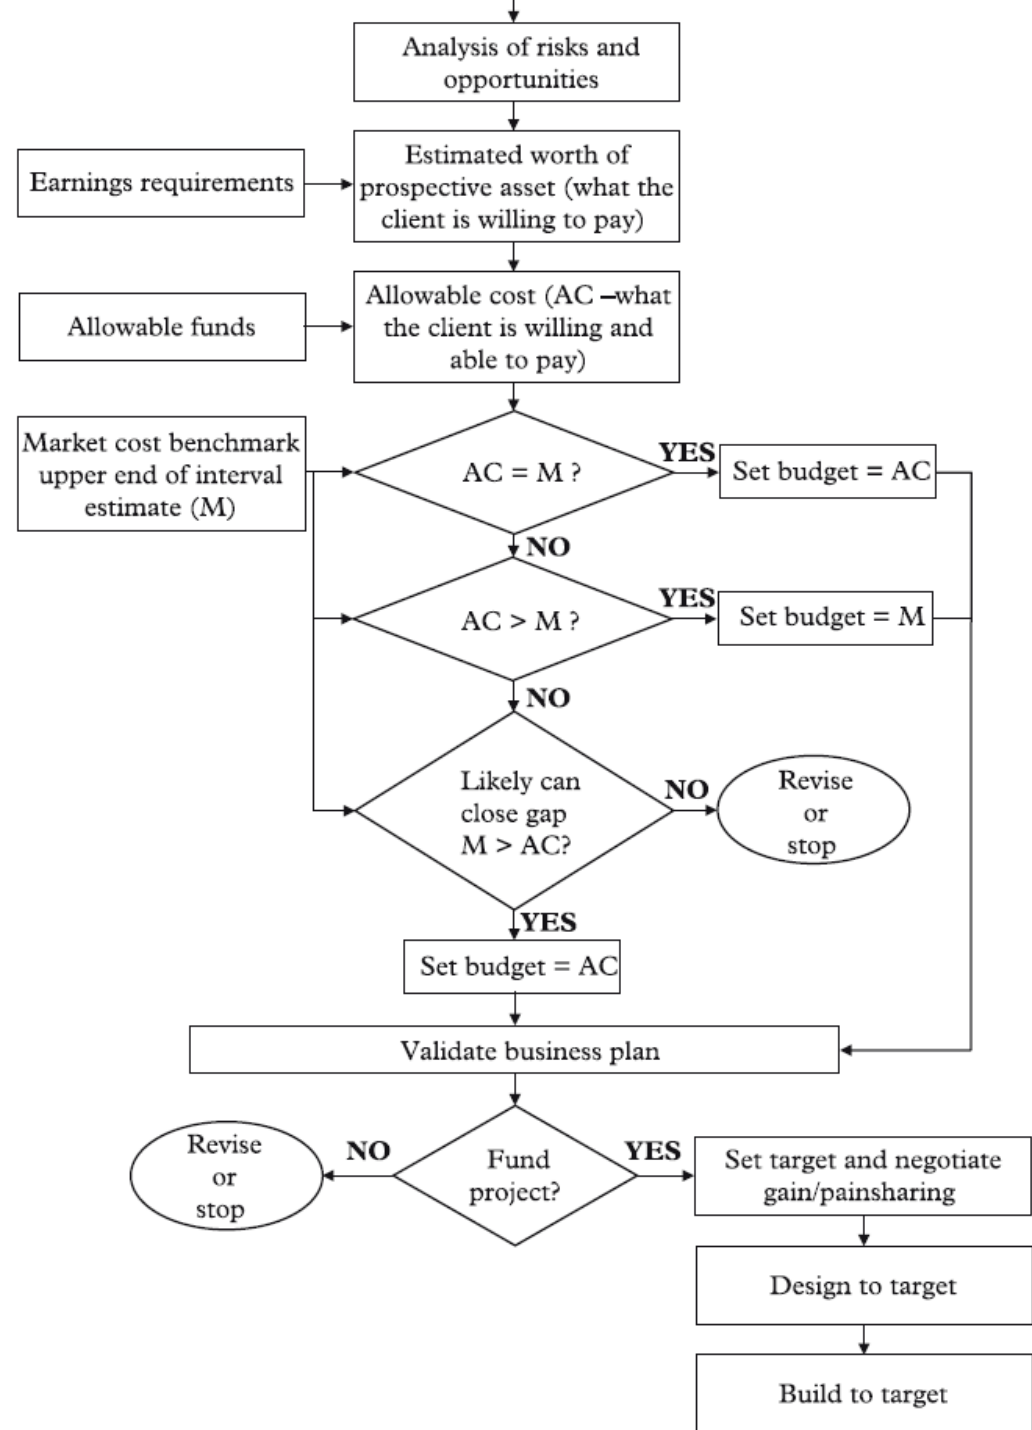 Analysis of risks and
opportunities
Earnings requirements
Estimated worth of
prospective asset (what the
client is willing to pay)
Allowable funds
Allowable cost (AC –what
the client is willing and
able to pay)
Market cost benchmark
upper end of interval
estimate (M)
AC = M ?
YES
Set budget = AC
NO
AC > M ?
YES
Set budget = M
NO
Likely can
close gap
M > AC?
NO
Revise
or
stop
YES
Set budget = AC
Validate business plan
Revise
or
stop
NO
Fund
project?
YES
Set target and negotiate
gain/painsharing
Design to target
Build to target